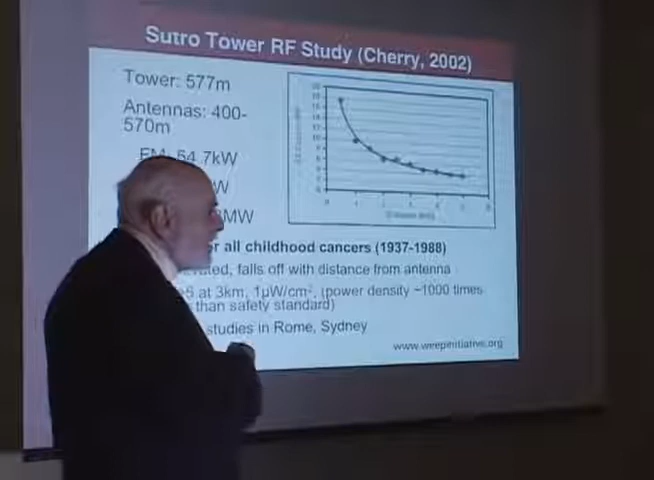 Sutro Tower RF Study (Cherry, 2002)
Tower: 577m
Antennas: 400-
570m
FM: 54.7kW
W
MW
for all childhood cancers (1937-1988)
falls off with distance from antenna
at 3km, 1µW/cm², (power density ~1000 times
than safety standard)
studies in Rome, Sydney
www.weepinitiative.org